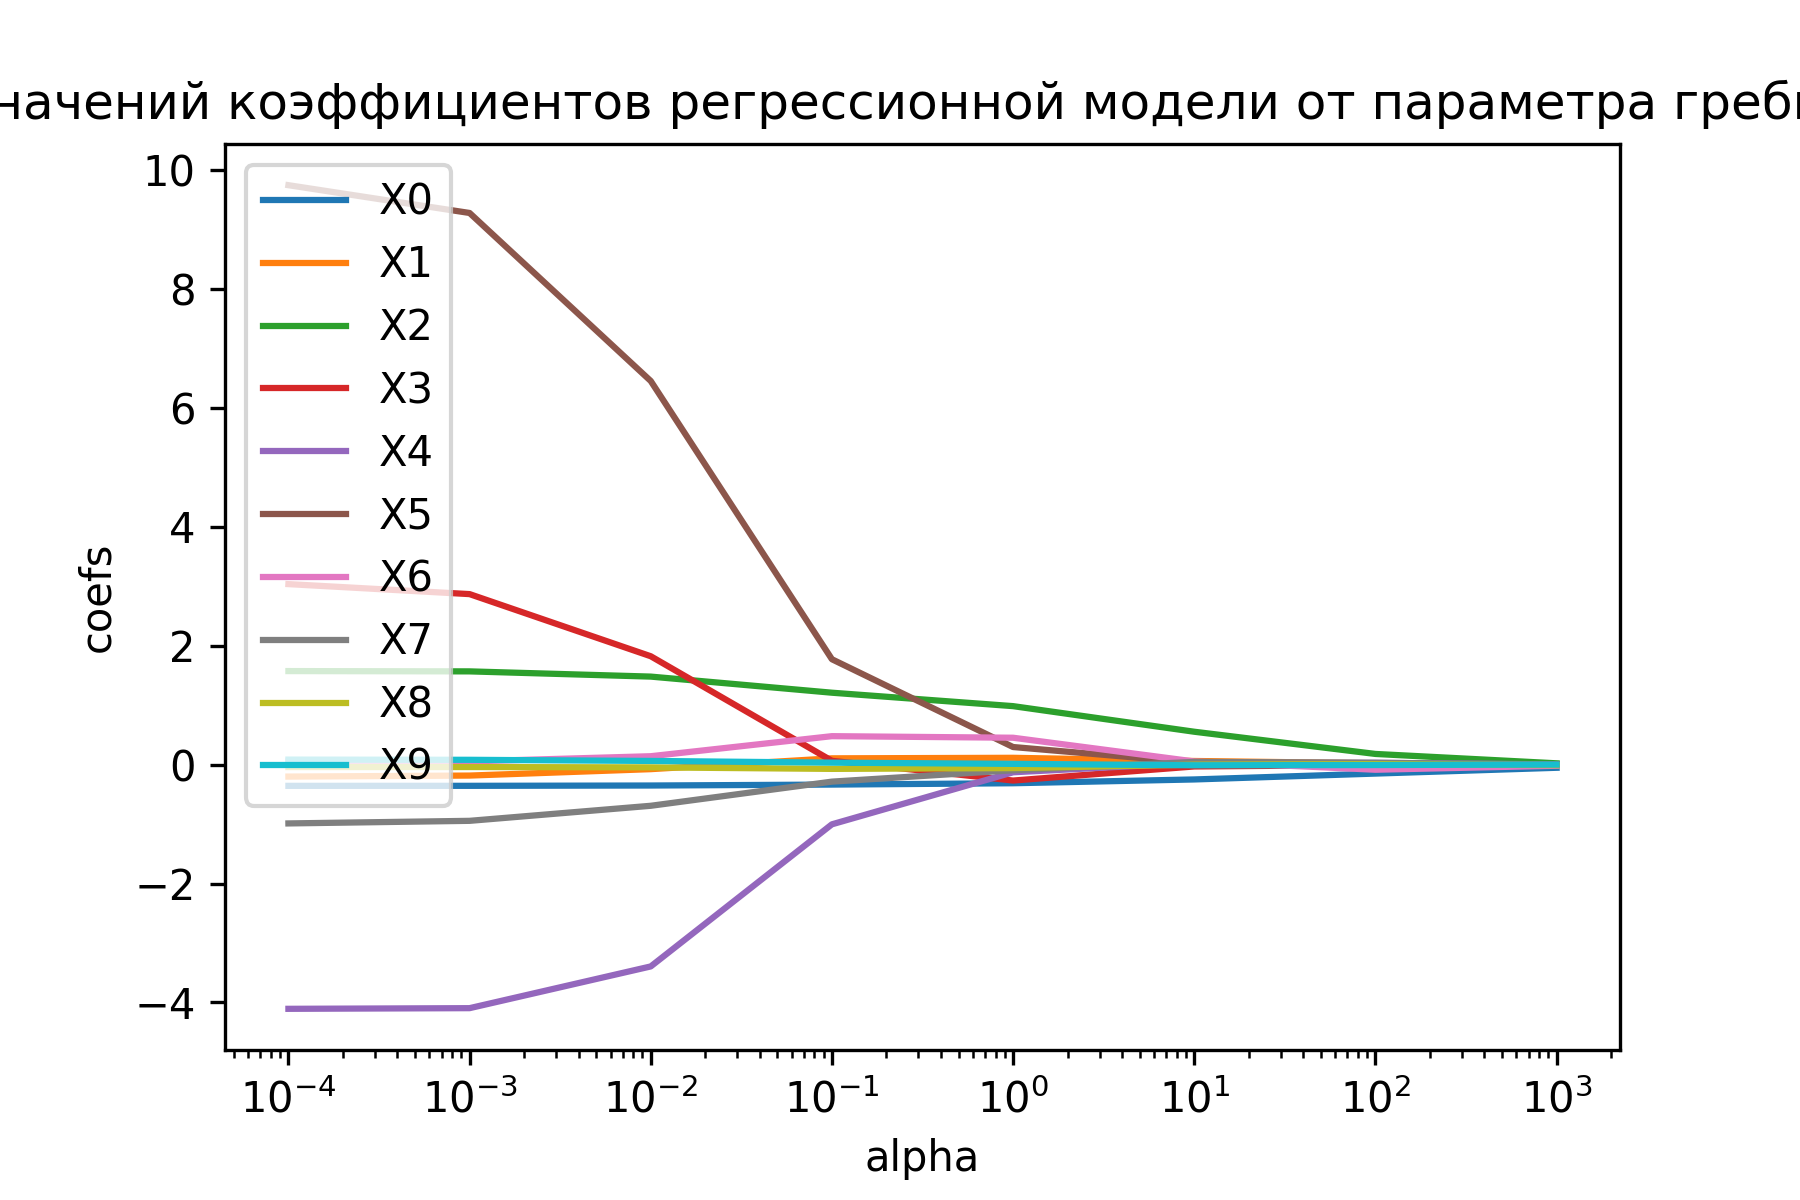 начений коэффициентов регрессионной модели от параметра греб
10
8
6
4
2
0
−2
−4
coefs
X0
X1
X2
X3
X4
X5
X6
X7
X8
X9
10⁻⁴ 10⁻³ 10⁻² 10⁻¹ 10⁰ 10¹ 10² 10³
alpha